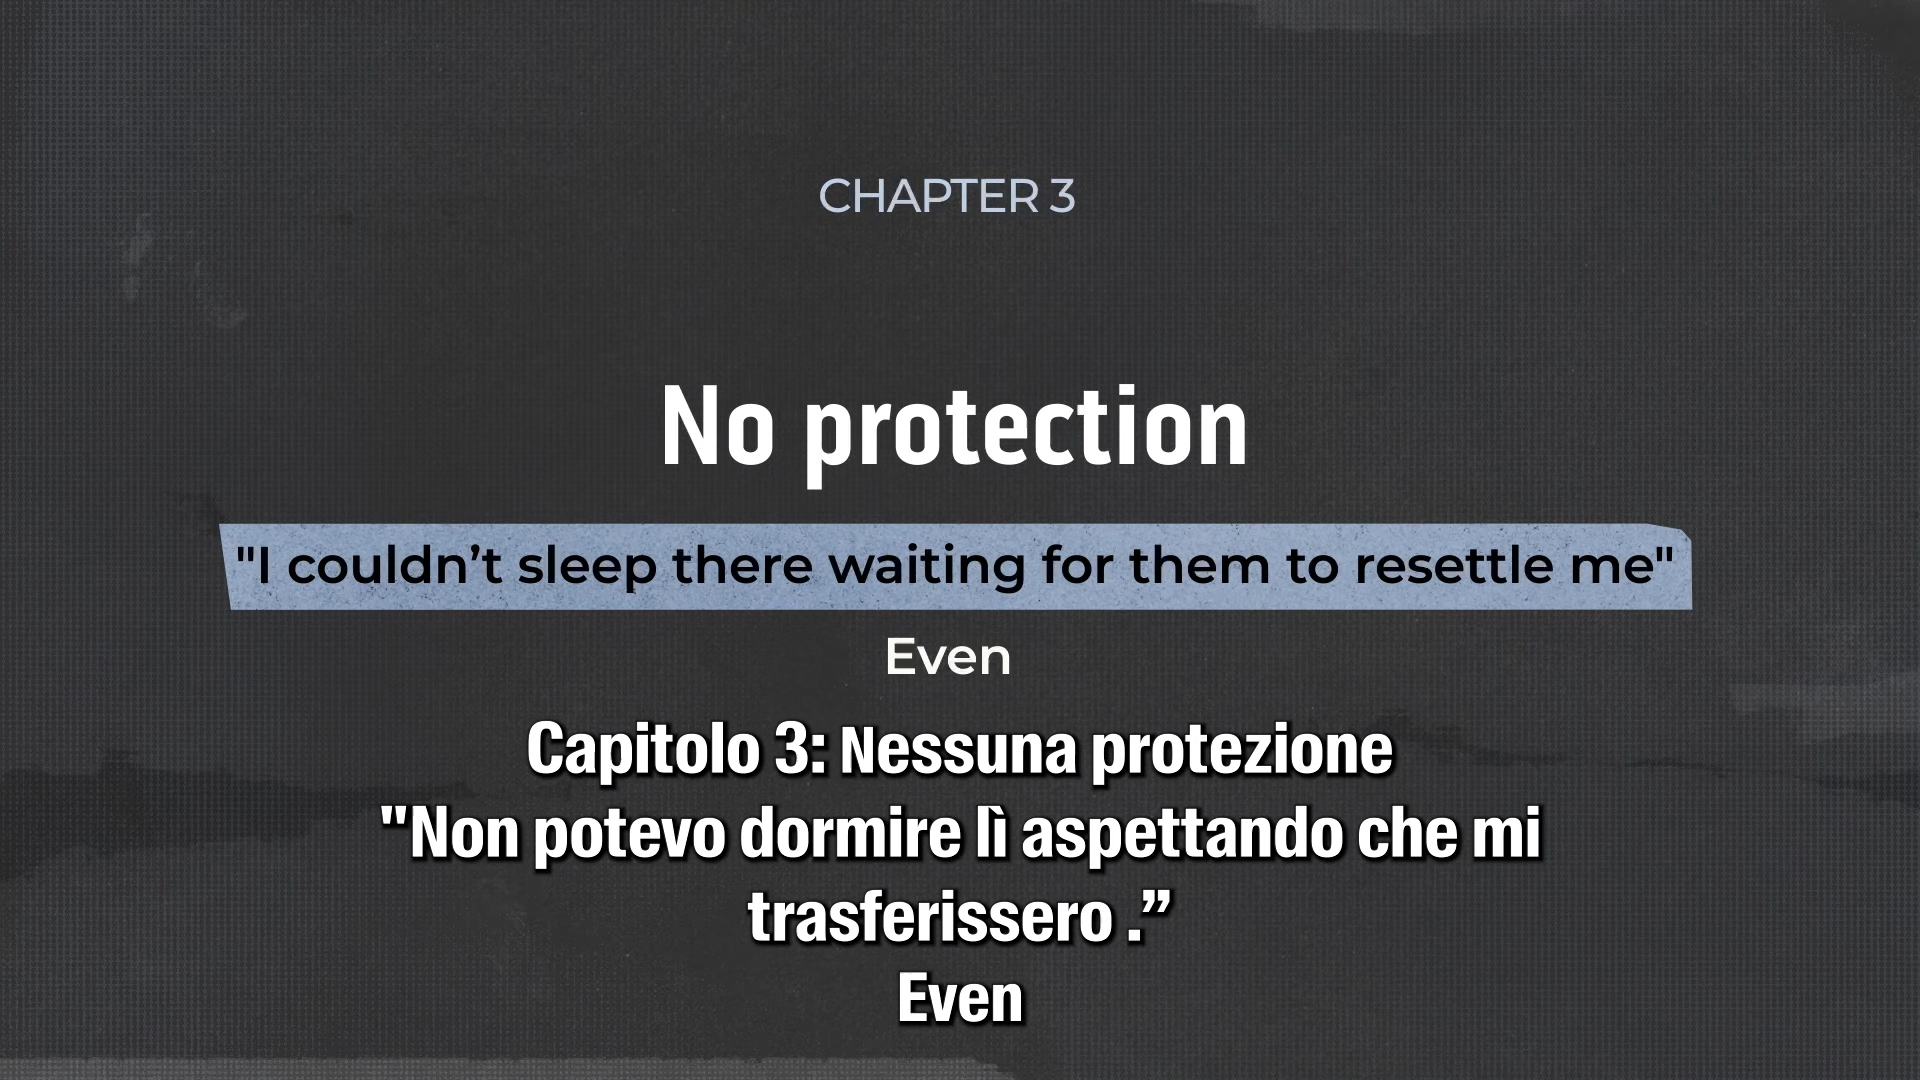 CHAPTER 3
No protection
"I couldn’t sleep there waiting for them to resettle me"
Even
Capitolo 3: Nessuna protezione
"Non potevo dormire lì aspettando che mi
trasferissero .”
Even